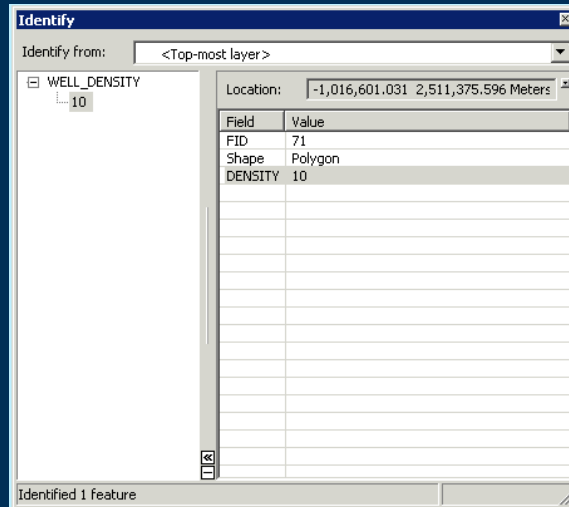 Identify
Identify from: <Top-most layer>
WELL_DENSITY
10
Location: -1,016,601.031 2,511,375.596 Meters
Field Value
FID 71
Shape Polygon
DENSITY 10
Identified 1 feature